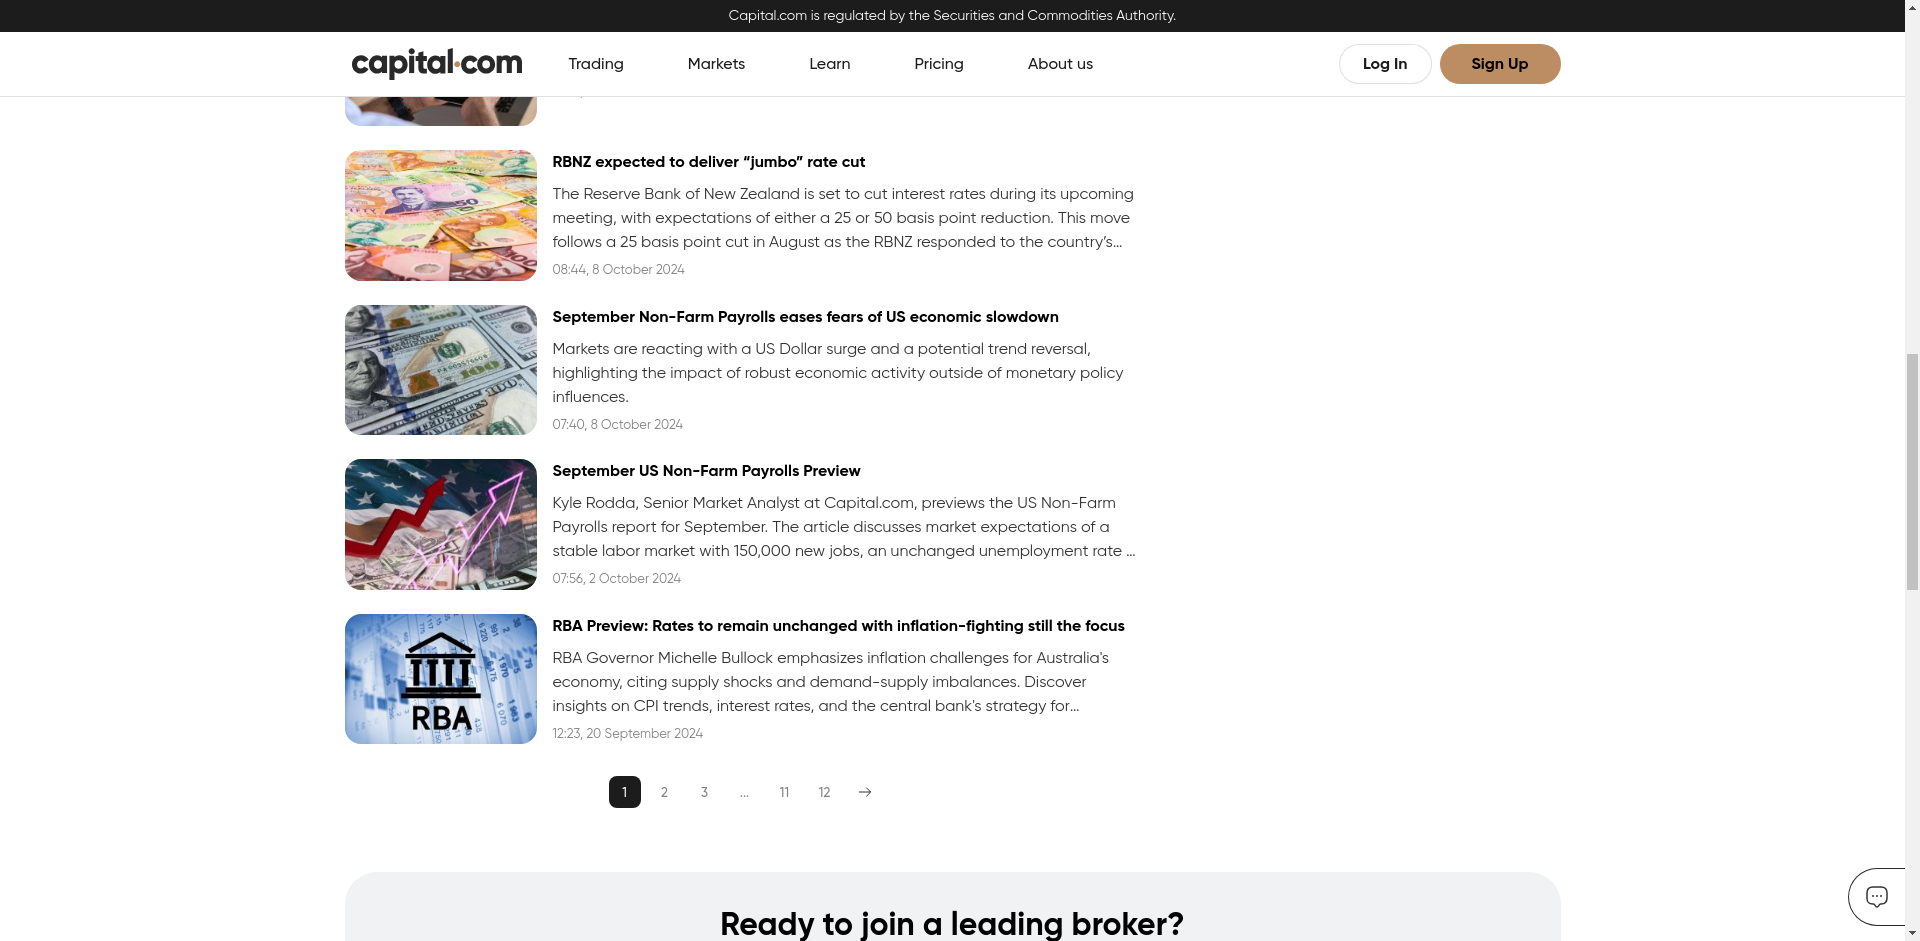 Capital.com is regulated by the Securities and Commodities Authority.
capital.com
Trading
Markets
Learn
Pricing
About us
Log In
Sign Up
RBNZ expected to deliver “jumbo” rate cut
The Reserve Bank of New Zealand is set to cut interest rates during its upcoming
meeting, with expectations of either a 25 or 50 basis point reduction. This move
follows a 25 basis point cut in August as the RBNZ responded to the country’s...
08:44, 8 October 2024
September Non-Farm Payrolls eases fears of US economic slowdown
Markets are reacting with a US Dollar surge and a potential trend reversal,
highlighting the impact of robust economic activity outside of monetary policy
influences.
07:40, 8 October 2024
September US Non-Farm Payrolls Preview
Kyle Rodda, Senior Market Analyst at Capital.com, previews the US Non-Farm
Payrolls report for September. The article discusses market expectations of a
stable labor market with 150,000 new jobs, an unchanged unemployment rate ...
07:56, 2 October 2024
RBA
RBA Preview: Rates to remain unchanged with inflation-fighting still the focus
RBA Governor Michelle Bullock emphasizes inflation challenges for Australia's
economy, citing supply shocks and demand-supply imbalances. Discover
insights on CPI trends, interest rates, and the central bank's strategy for...
12:23, 20 September 2024
1 2 3 ... 11 12
Ready to join a leading broker?